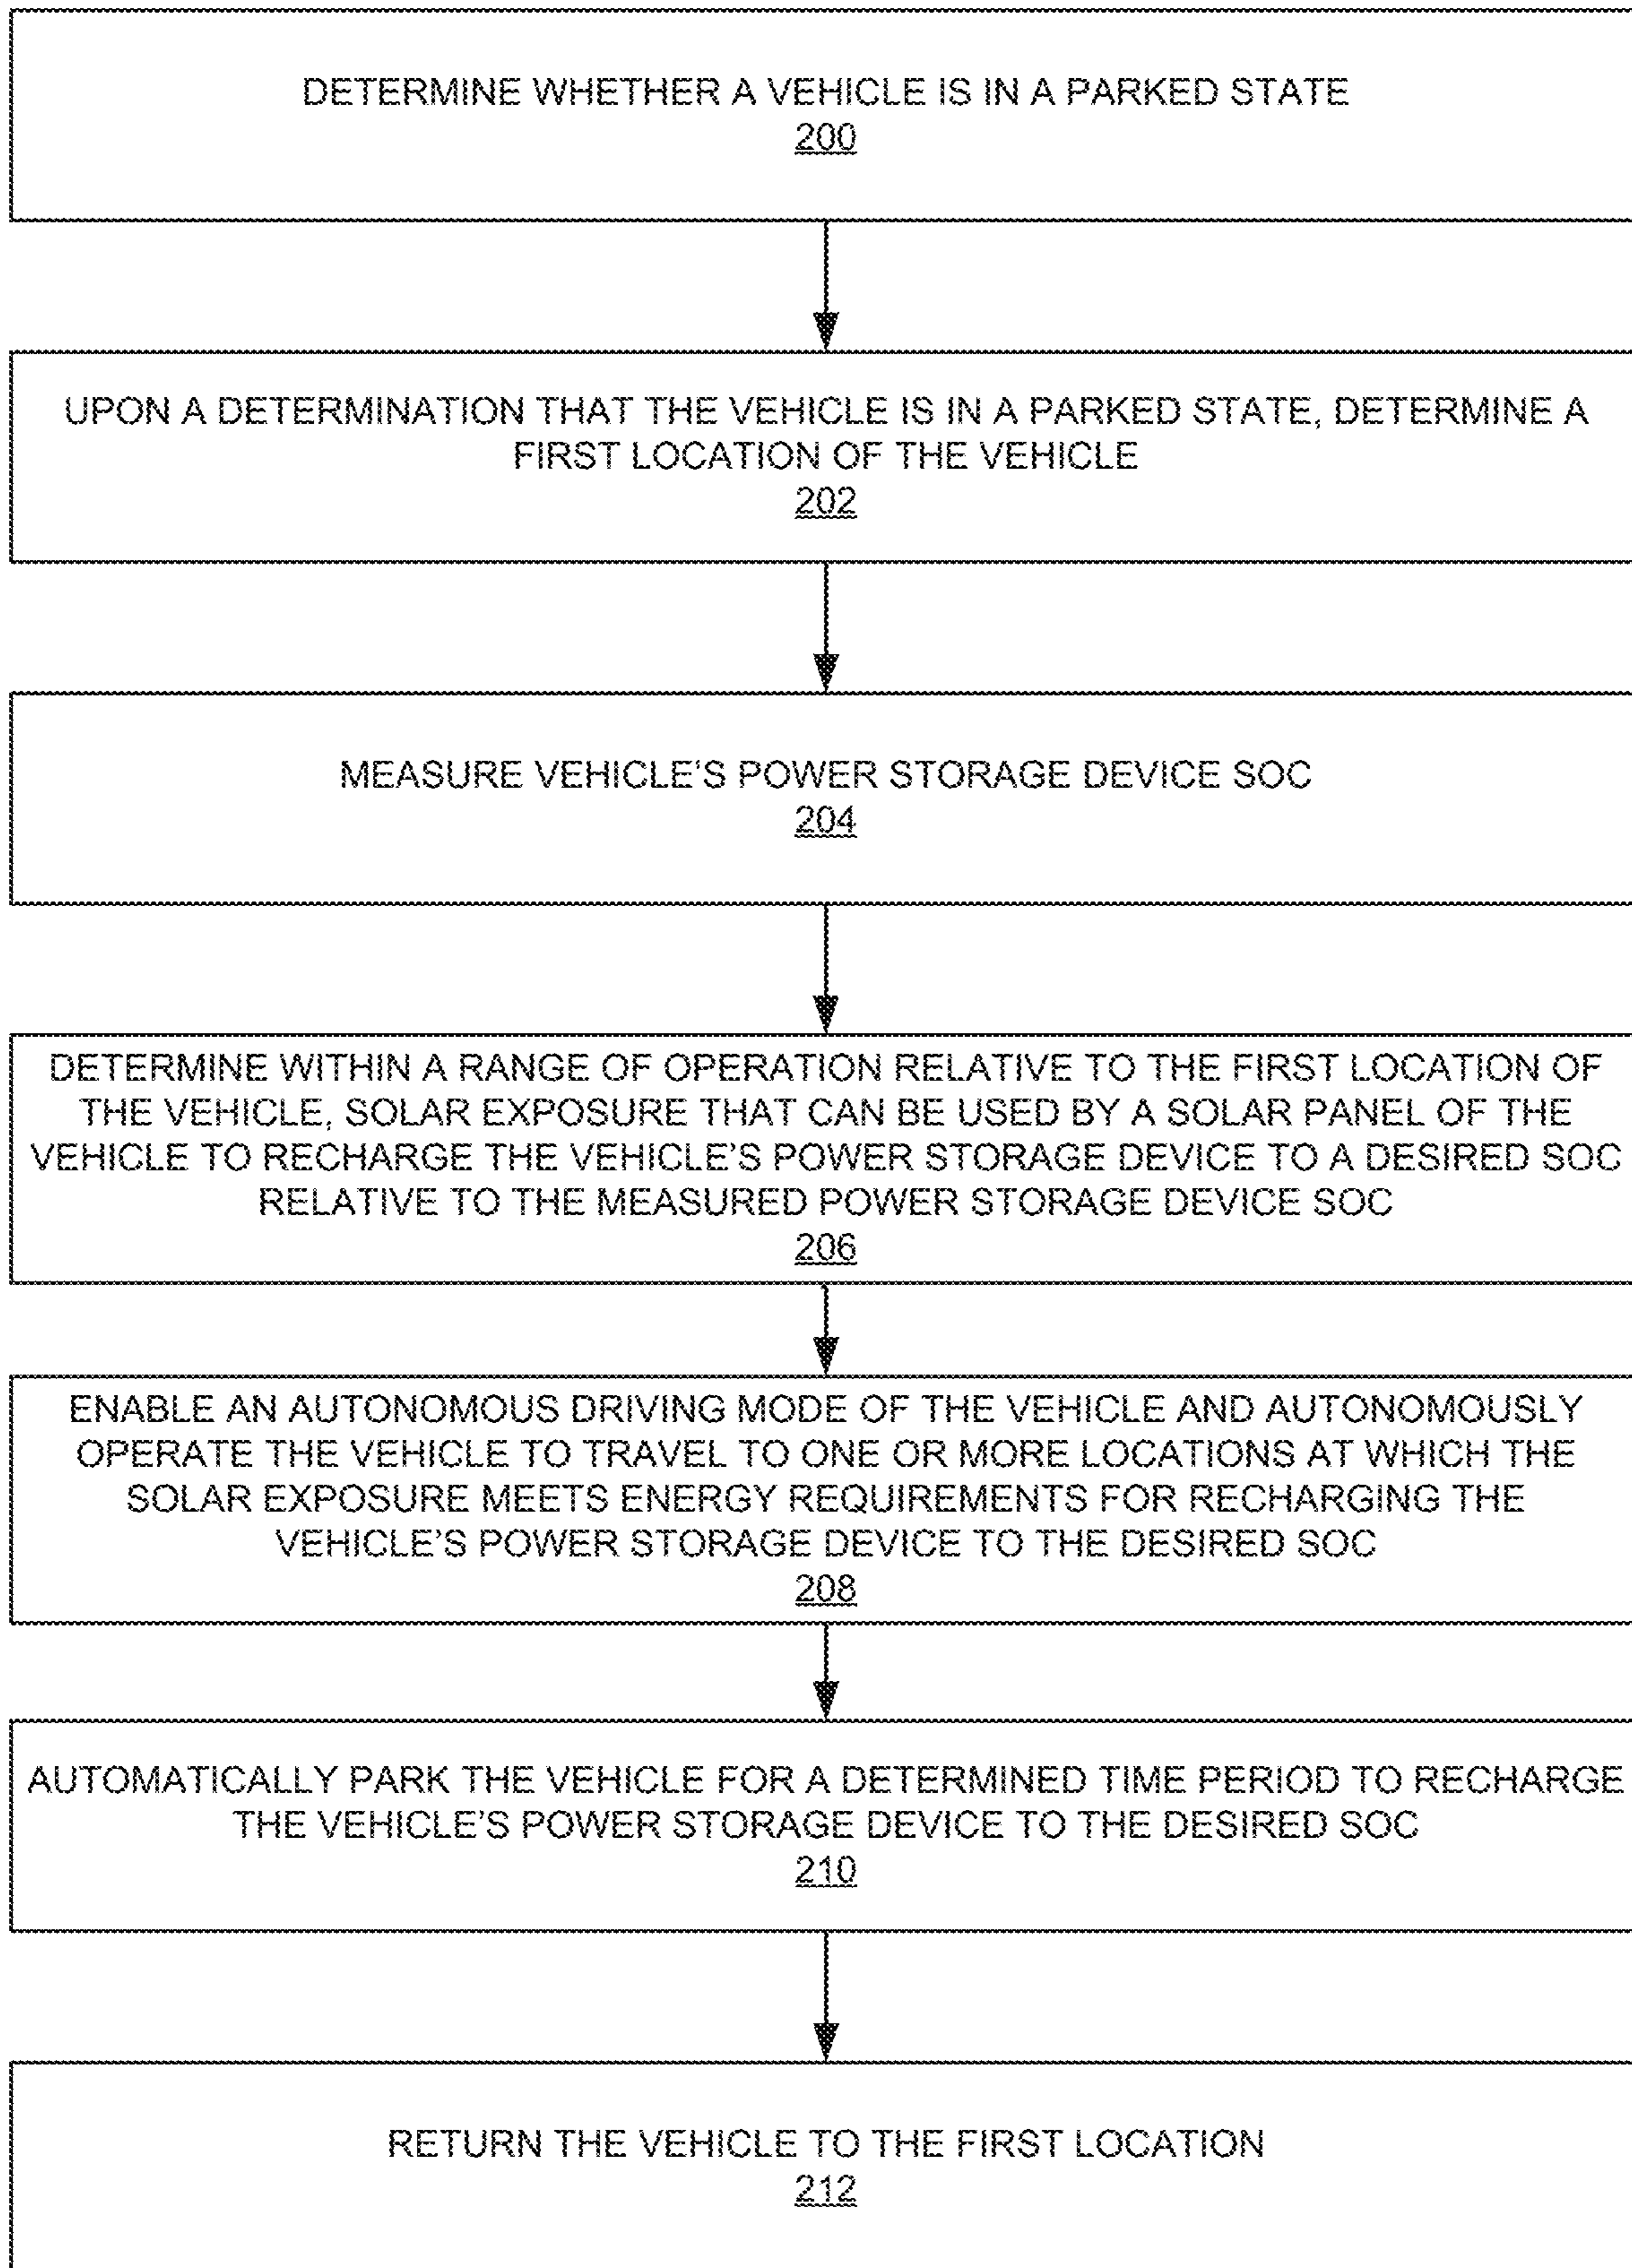 DETERMINE WHETHER A VEHICLE IS IN A PARKED STATE
200
UPON A DETERMINATION THAT THE VEHICLE IS IN A PARKED STATE, DETERMINE A
FIRST LOCATION OF THE VEHICLE
202
MEASURE VEHICLE'S POWER STORAGE DEVICE SOC
204
DETERMINE WITHIN A RANGE OF OPERATION RELATIVE TO THE FIRST LOCATION OF
THE VEHICLE, SOLAR EXPOSURE THAT CAN BE USED BY A SOLAR PANEL OF THE
VEHICLE TO RECHARGE THE VEHICLE'S POWER STORAGE DEVICE TO A DESIRED SOC
RELATIVE TO THE MEASURED POWER STORAGE DEVICE SOC
206
ENABLE AN AUTONOMOUS DRIVING MODE OF THE VEHICLE AND AUTONOMOUSLY
OPERATE THE VEHICLE TO TRAVEL TO ONE OR MORE LOCATIONS AT WHICH THE
SOLAR EXPOSURE MEETS ENERGY REQUIREMENTS FOR RECHARGING THE
VEHICLE'S POWER STORAGE DEVICE TO THE DESIRED SOC
208
AUTOMATICALLY PARK THE VEHICLE FOR A DETERMINED TIME PERIOD TO RECHARGE
THE VEHICLE'S POWER STORAGE DEVICE TO THE DESIRED SOC
210
RETURN THE VEHICLE TO THE FIRST LOCATION
212